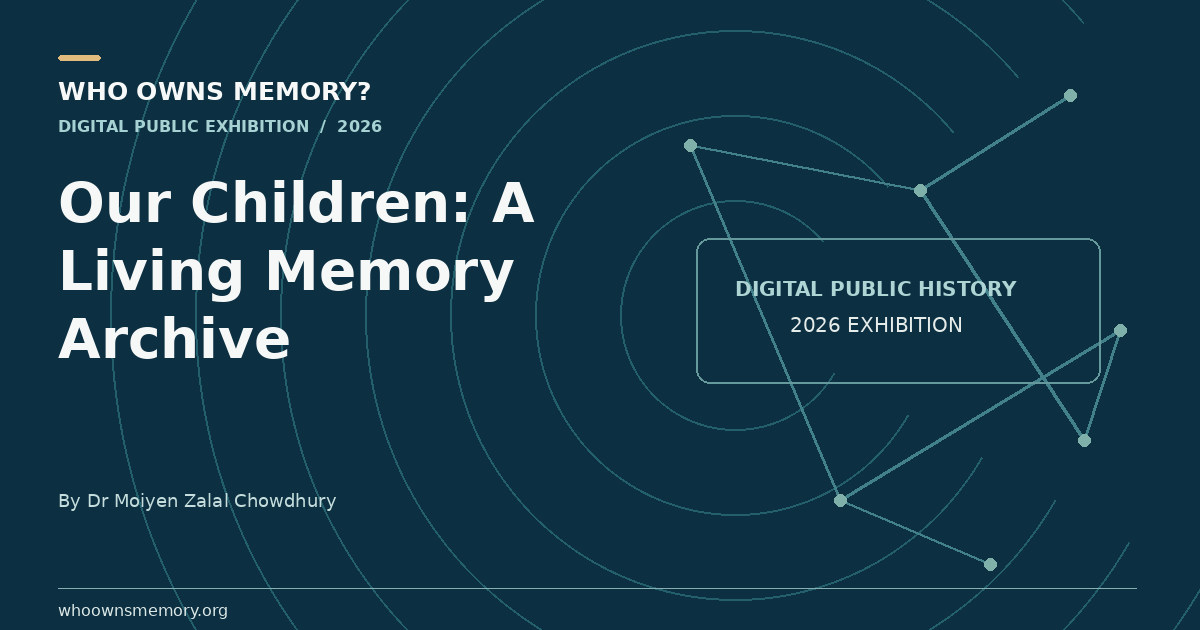 WHO OWNS MEMORY?
DIGITAL PUBLIC EXHIBITION / 2026
Our Children: A
Living Memory
Archive
DIGITAL PUBLIC HISTORY
2026 EXHIBITION
By Dr Moiyen Zalal Chowdhury
whoownsmemory.org